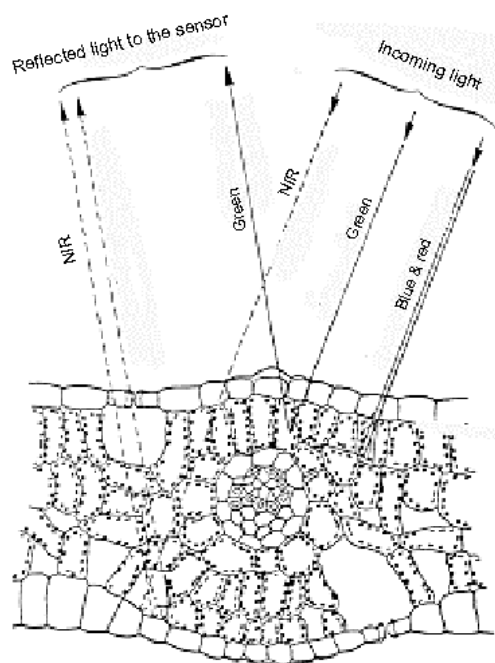 Reflected light to the sensor
Incoming light
NIR
Green
NIR
Green
Blue & red